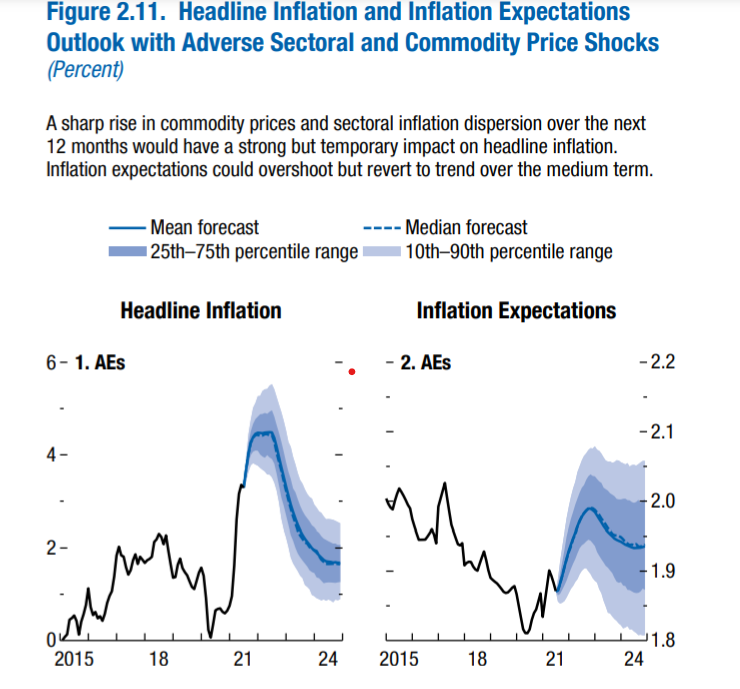 Figure 2.11. Headline Inflation and Inflation Expectations
Outlook with Adverse Sectoral and Commodity Price Shocks
(Percent)
A sharp rise in commodity prices and sectoral inflation dispersion over the next
12 months would have a strong but temporary impact on headline inflation.
Inflation expectations could overshoot but revert to trend over the medium term.
Mean forecast Median forecast
25th–75th percentile range 10th–90th percentile range
Headline Inflation Inflation Expectations
6 1. AEs 2. AEs 2.2
2.1
4
2.0
2
1.9
0 1.8
2015 18 21 24 2015 18 21 24